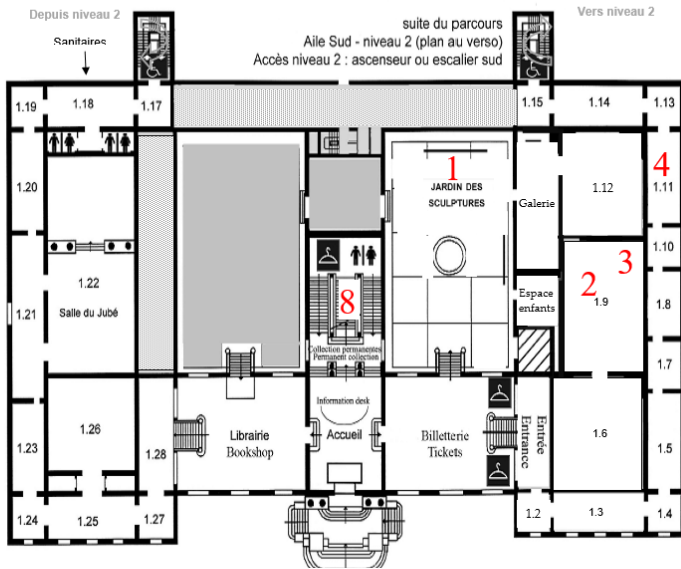 Depuis niveau 2
Vers niveau 2
suite du parcours
Aile Sud - niveau 2 (plan au verso)
Accès niveau 2 : ascenseur ou escalier sud
Sanitaires
1.19
1.18
1.17
1.15
1.14
1.13
1
4
1.20
JARDIN DES
SCULPTURES
Galerie
1.12
1.11
1.10
3
1.22
Salle du Jubé
8
2
1.9
Espace
enfants
1.8
1.21
Collection permanentes
Permanent collection
1.7
Information desk
1.26
1.23
1.28
Librairie
Bookshop
Accueil
Billetterie
Tickets
Entrée
Entrance
1.6
1.5
1.24
1.25
1.27
1.2
1.3
1.4